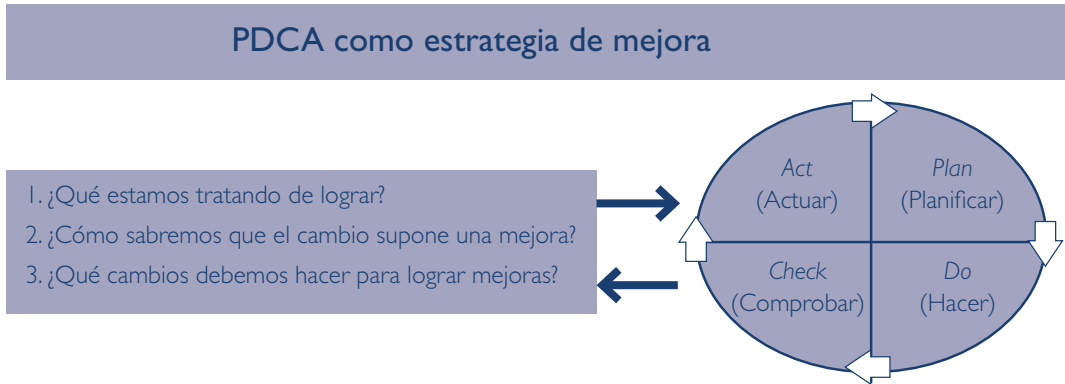 PDCA como estrategia de mejora
1. ¿Qué estamos tratando de lograr?
2. ¿Cómo sabremos que el cambio supone una mejora?
3. ¿Qué cambios debemos hacer para lograr mejoras?
Act
(Actuar)
Plan
(Planificar)
Check
(Comprobar)
Do
(Hacer)